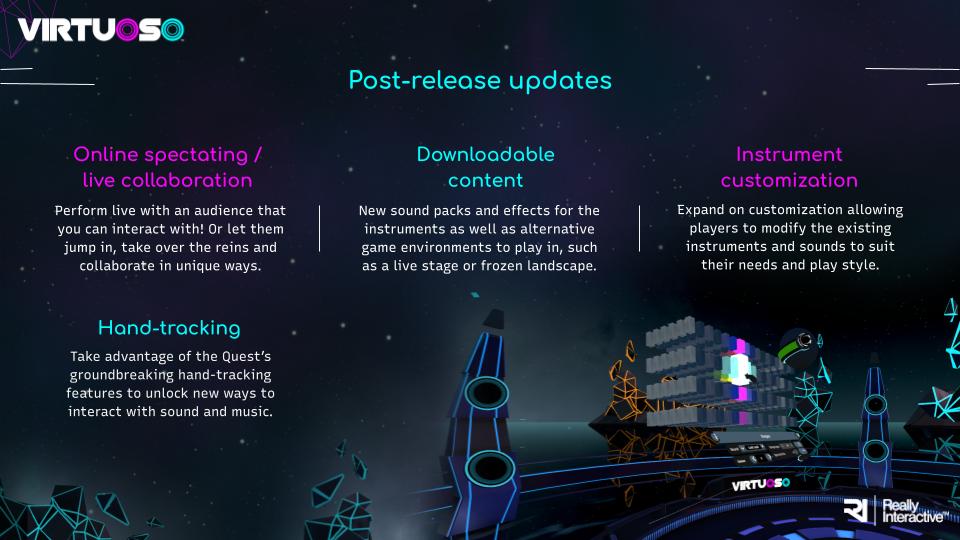 VIRTUOSO
Post-release updates
Online spectating /
live collaboration
Perform live with an audience that
you can interact with! Or let them
jump in, take over the reins and
collaborate in unique ways.
Downloadable
content
New sound packs and effects for the
instruments as well as alternative
game environments to play in, such
as a live stage or frozen landscape.
Instrument
customization
Expand on customization allowing
players to modify the existing
instruments and sounds to suit
their needs and play style.
Hand-tracking
Take advantage of the Quest's
groundbreaking hand-tracking
features to unlock new ways to
interact with sound and music.
VIRTUOSO
RI Really
Interactive™